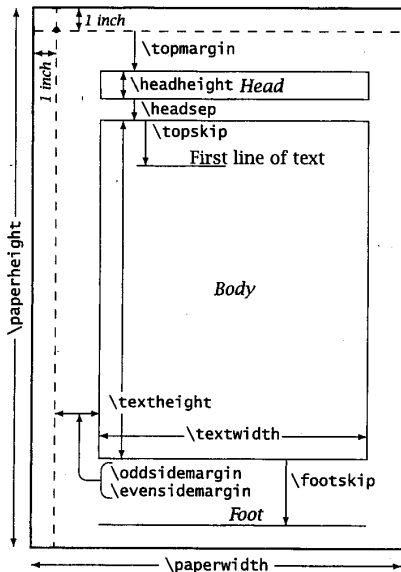 1 inch
1 inch
\topmargin
\headheight Head
\headsep
\topskip
First line of text
\paperheight
Body
\textheight
\textwidth
\oddsidemargin
\evensidemargin
\footskip
Foot
\paperwidth